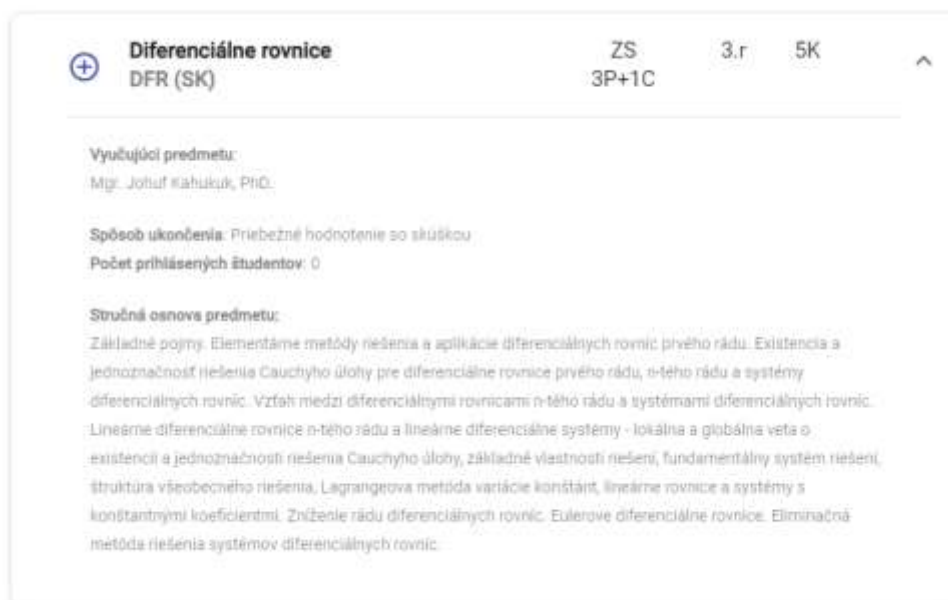 Diferenciálne rovnice ZS 3.r 5K
DFR (SK) 3P+1C
Vyučujúci predmetu:
Mgr. Johuf Kahukuk, PhD.
Spôsob ukončenia: Priebežné hodnotenie so skúškou
Počet prihlásených študentov: 0
Stručná osnova predmetu:
Základné pojmy. Elementárne metódy riešenia a aplikácie diferenciálnych rovníc prvého rádu. Existencia a
jednoznačnosť riešenia Cauchyho úlohy pre diferenciálne rovnice prvého rádu, n-tého rádu a systémy
diferenciálnych rovníc. Vzťah medzi diferenciálnymi rovnicami n-tého rádu a systémami diferenciálnych rovníc.
Lineárne diferenciálne rovnice n-tého rádu a lineárne diferenciálne systémy - lokálna a globálna veta o
existencii a jednoznačnosti riešenia Cauchyho úlohy, základné vlastnosti riešení, fundamentálny systém riešení,
štruktúra všeobecného riešenia, Lagrangeova metóda variácie konštánt, lineárne rovnice a systémy s
konštantnými koeficientmi. Zníženie rádu diferenciálnych rovníc. Eulerove diferenciálne rovnice. Eliminačná
metóda riešenia systémov diferenciálnych rovníc.